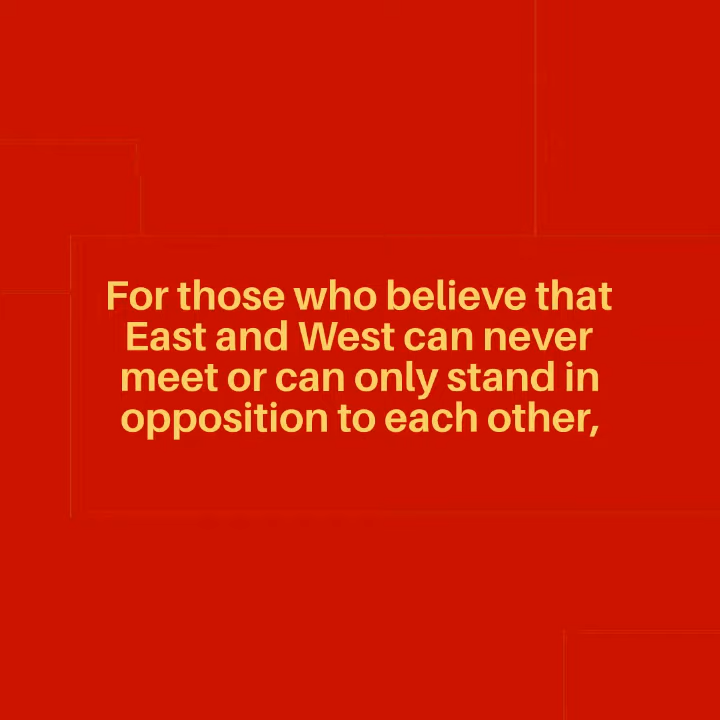 For those who believe that
East and West can never
meet or can only stand in
opposition to each other,